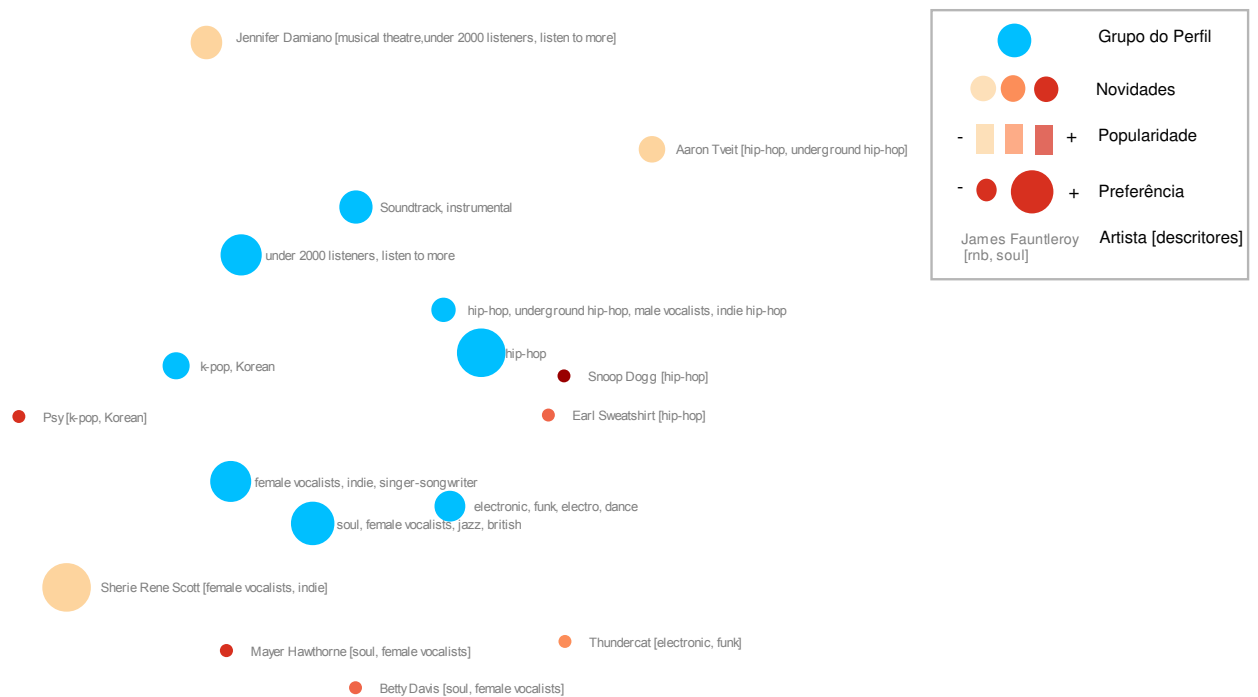 Jennifer Damiano [musical theatre,under 2000 listeners, listen to more]
Aaron Tveit [hip-hop, underground hip-hop]
Soundtrack, instrumental
under 2000 listeners, listen to more
hip-hop, underground hip-hop, male vocalists, indie hip-hop
hip-hop
k-pop, Korean
Snoop Dogg [hip-hop]
Psy [k-pop, Korean]
Earl Sweatshirt [hip-hop]
female vocalists, indie, singer-songwriter
electronic, funk, electro, dance
soul, female vocalists, jazz, british
Sherie Rene Scott [female vocalists, indie]
Mayer Hawthorne [soul, female vocalists]
Thundercat [electronic, funk]
Betty Davis [soul, female vocalists]
Grupo do Perfil
Novidades
- + Popularidade
- + Preferência
James Fauntleroy
[rnb, soul]
Artista [descritores]